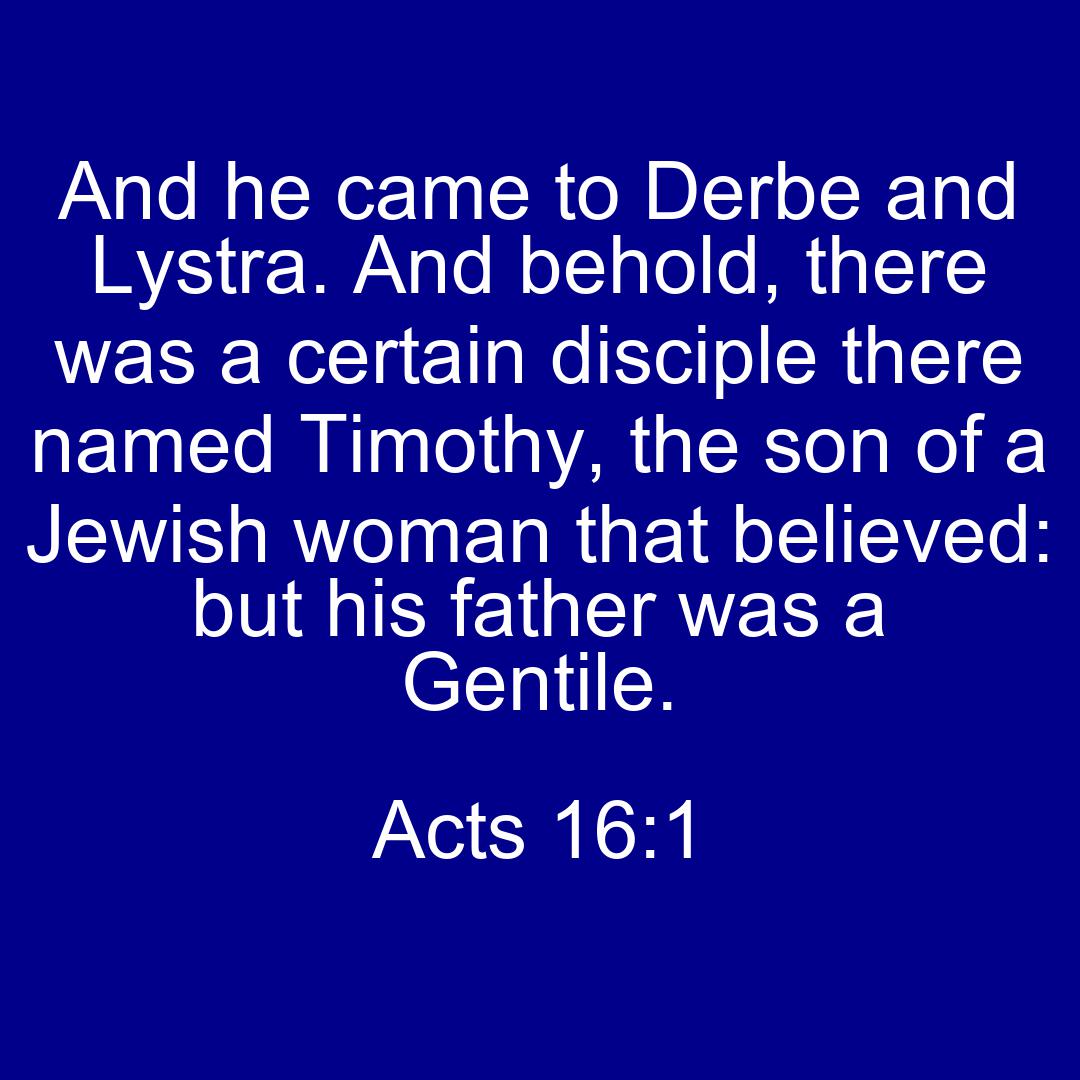 And he came to Derbe and
Lystra. And behold, there
was a certain disciple there
named Timothy, the son of a
Jewish woman that believed:
but his father was a
Gentile.
Acts 16:1